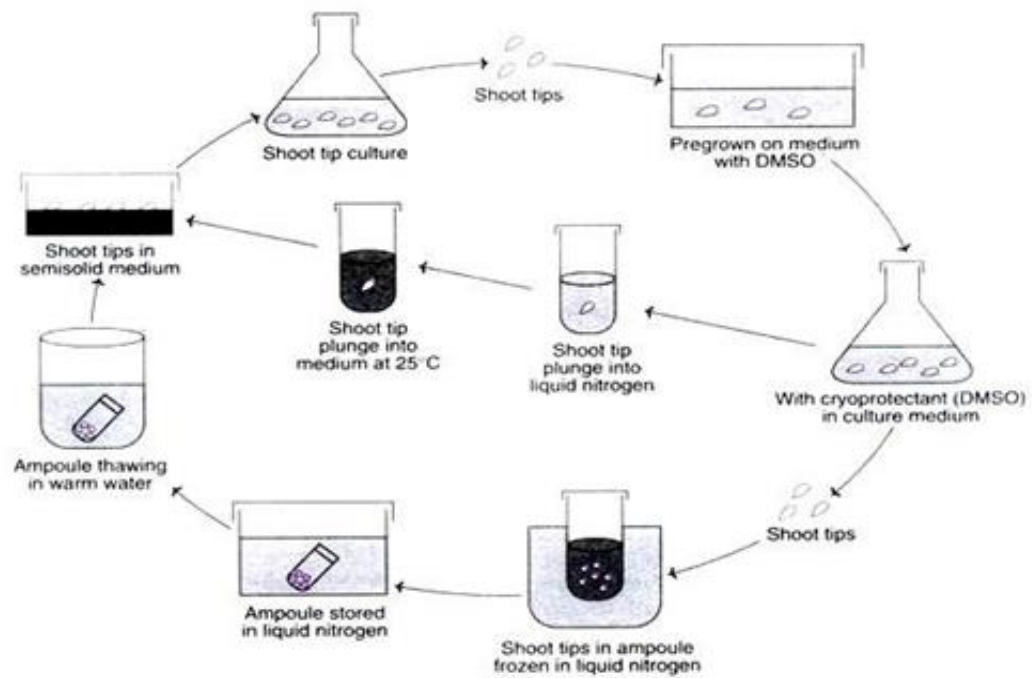 Shoot tip culture
Shoot tips
Pregrown on medium
with DMSO
Shoot tips in
semisolid medium
Shoot tip
plunge into
medium at 25°C
Shoot tip
plunge into
liquid nitrogen
With cryoprotectant (DMSO)
in culture medium
Ampoule thawing
in warm water
Shoot tips
Ampoule stored
in liquid nitrogen
Shoot tips in ampoule
frozen in liquid nitrogen